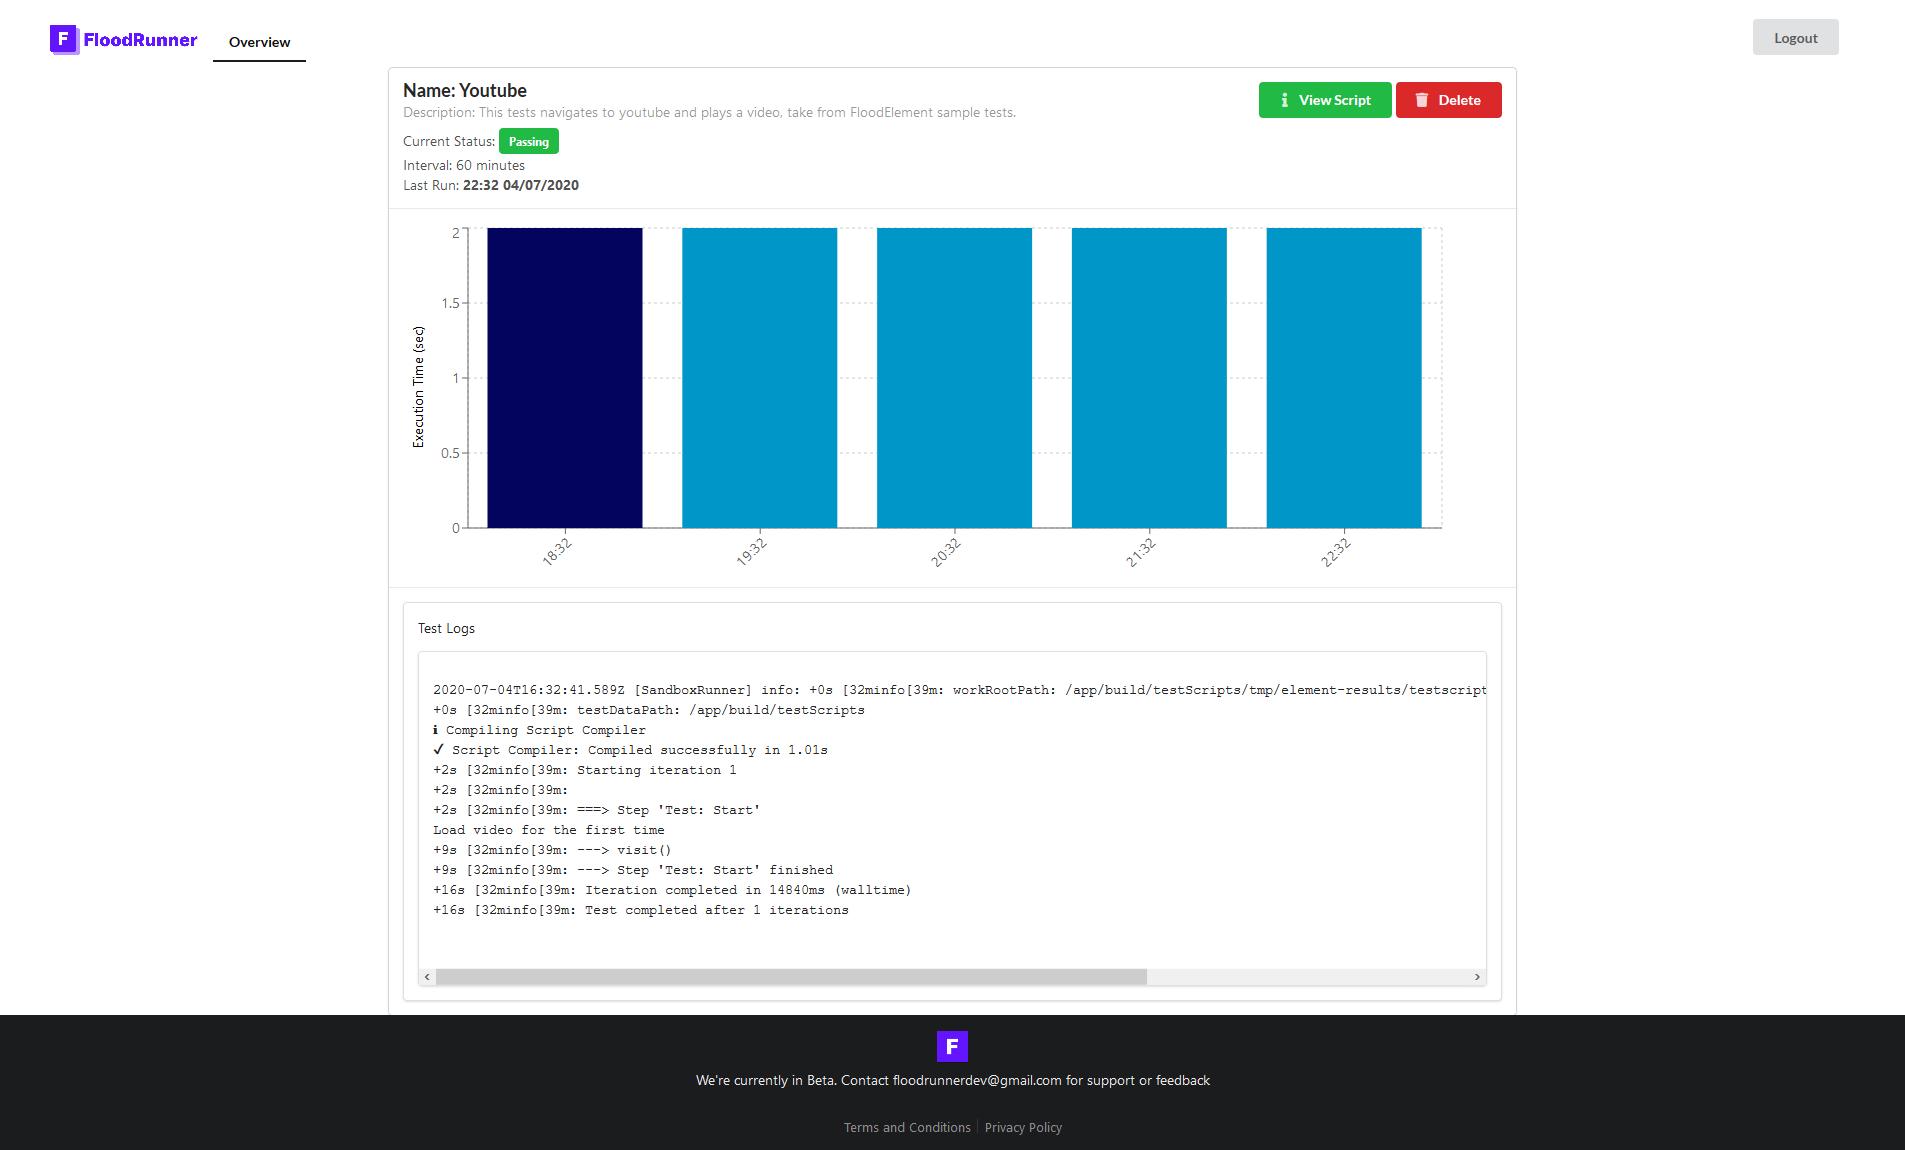 F FloodRunner
Overview
Logout
Name: Youtube
Description: This tests navigates to youtube and plays a video, take from FloodElement sample tests.
View Script
Delete
Current Status: Passing
Interval: 60 minutes
Last Run: 22:32 04/07/2020
2
1.5
1
0.5
0
Execution Time (sec)
18:32
19:32
20:32
21:32
22:32
Test Logs
2020-07-04T16:32:41.589Z [SandboxRunner] info: +0s [32minfo[39m: workRootPath: /app/build/testScripts/tmp/element-results/testscript
+0s [32minfo[39m: testDataPath: /app/build/testScripts
ℹ Compiling Script Compiler
✔ Script Compiler: Compiled successfully in 1.01s
+2s [32minfo[39m: Starting iteration 1
+2s [32minfo[39m:
+2s [32minfo[39m: ===> Step 'Test: Start'
Load video for the first time
+9s [32minfo[39m: ---> visit()
+9s [32minfo[39m: ---> Step 'Test: Start' finished
+16s [32minfo[39m: Iteration completed in 14840ms (walltime)
+16s [32minfo[39m: Test completed after 1 iterations
F
We're currently in Beta. Contact floodrunnerdev@gmail.com for support or feedback
Terms and Conditions
Privacy Policy